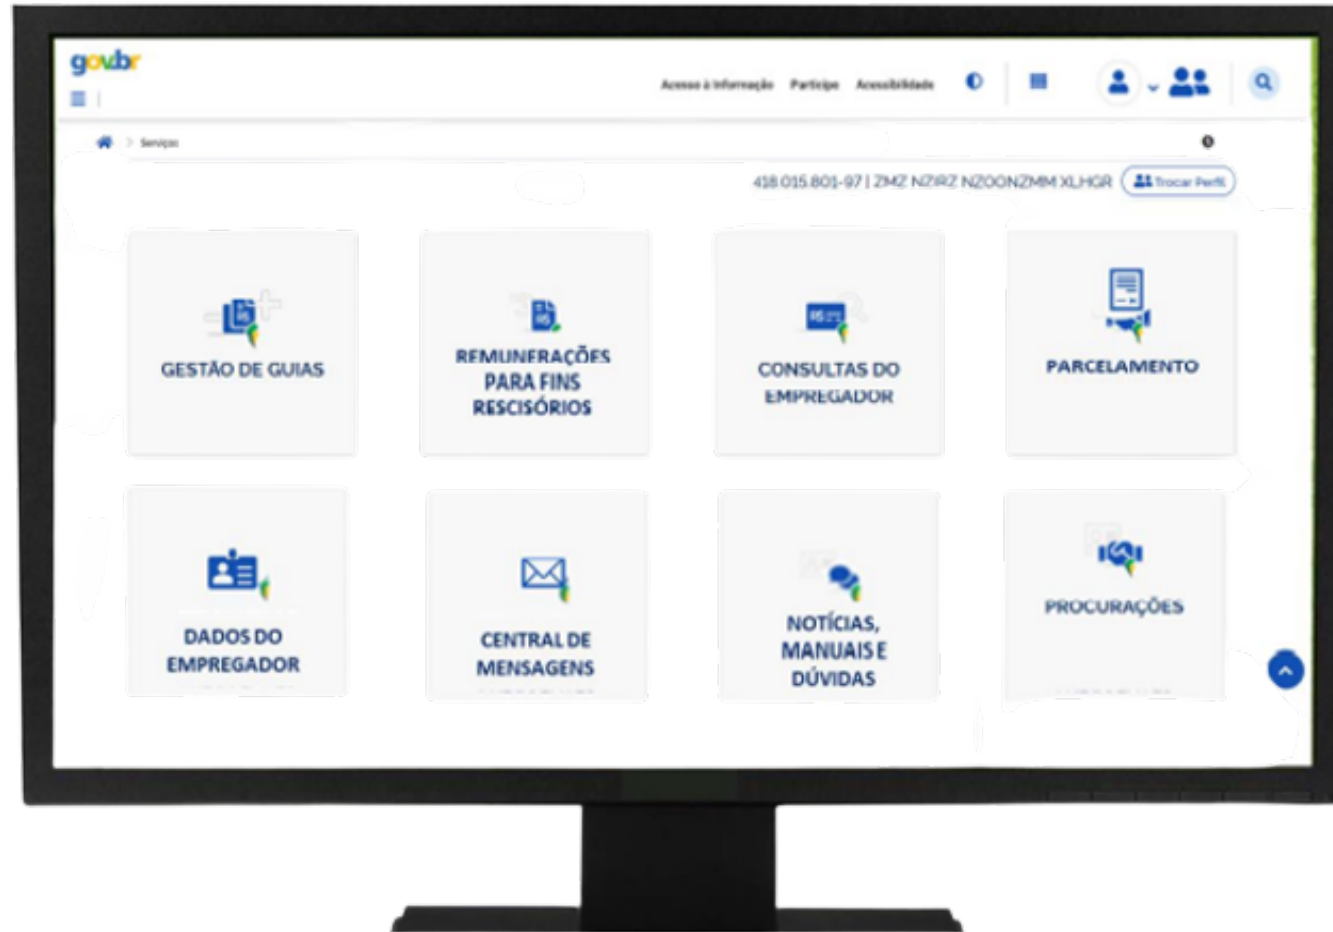 gov.br
Acesso à Informação Participe Acessibilidade
Serviços
418.015.801-97 | ZMZ NZIRZ NZOONZMM XLHGR Trocar Perfil
GESTÃO DE GUIAS
REMUNERAÇÕES
PARA FINS
RESCISÓRIOS
CONSULTAS DO
EMPREGADOR
PARCELAMENTO
DADOS DO
EMPREGADOR
CENTRAL DE
MENSAGENS
NOTÍCIAS,
MANUAIS E
DÚVIDAS
PROCURAÇÕES